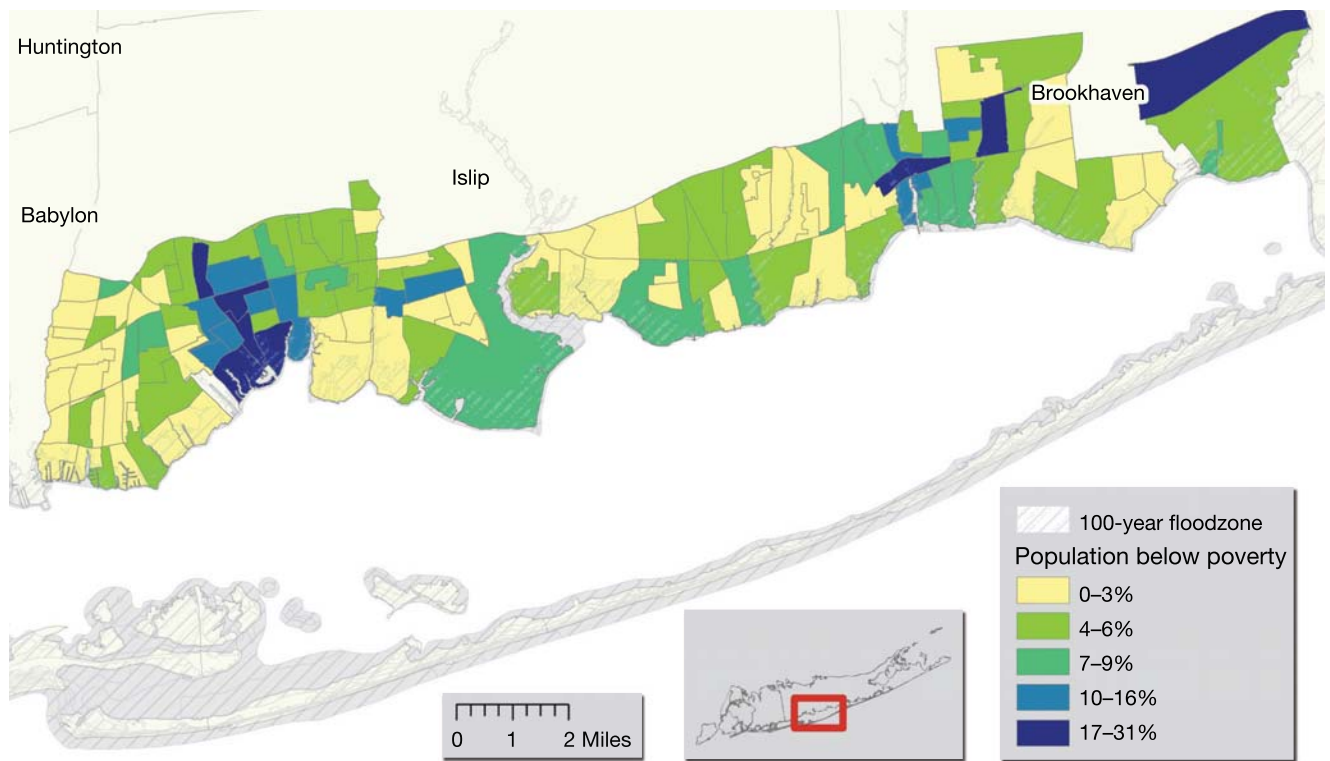 Huntington
Brookhaven
Islip
Babylon
100-year floodzone
Population below poverty
0–3%
4–6%
7–9%
10–16%
17–31%
0 1 2 Miles